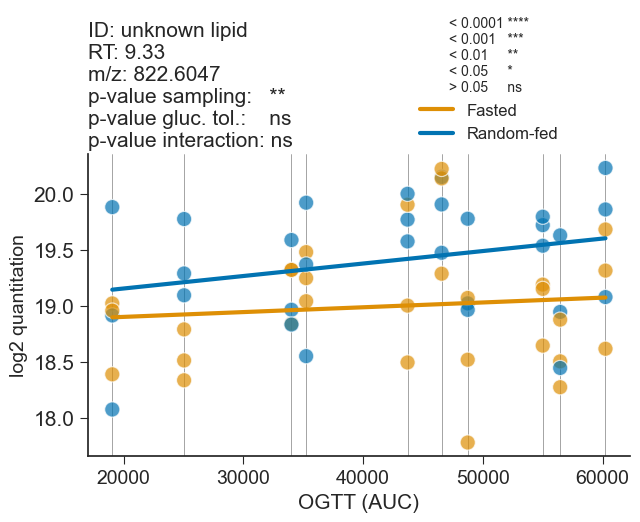 ID: unknown lipid
RT: 9.33
m/z: 822.6047
p-value sampling: **
p-value gluc. tol.: ns
p-value interaction: ns
< 0.0001 ****
< 0.001 ***
< 0.01 **
< 0.05 *
> 0.05 ns
Fasted
Random-fed
20.0
19.5
19.0
18.5
18.0
log2 quantitation
20000 30000 40000 50000 60000
OGTT (AUC)